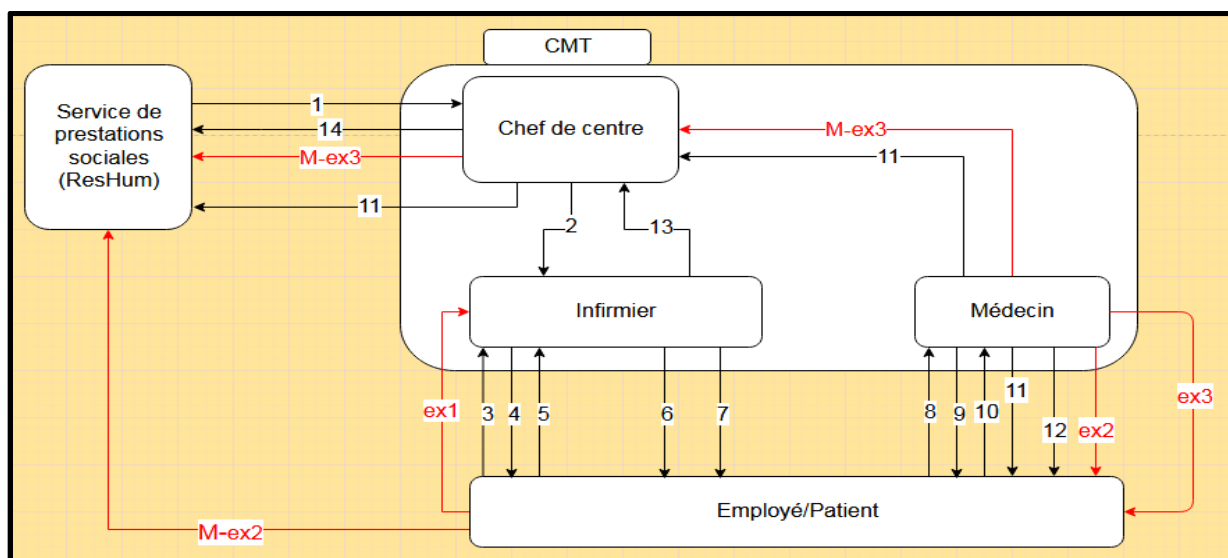 CMT
Service de
prestations
sociales
(ResHum)
1
14
M-ex3
11
Chef de centre
M-ex3
11
2
13
Infirmier
Médecin
ex1
3
4
5
6
7
8
9
10
11
12
ex2
ex3
Employé/Patient
M-ex2